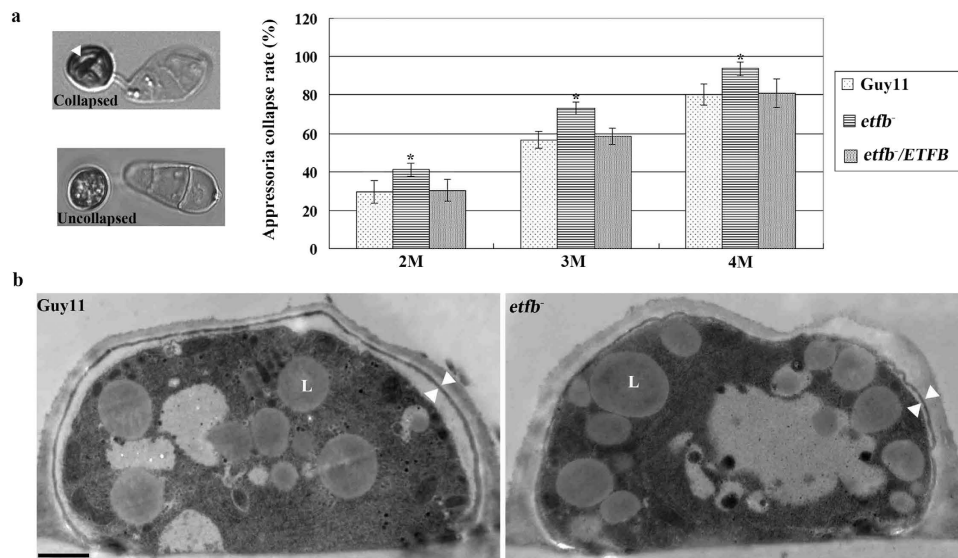 a
Collapsed
Uncollapsed
Appressoria collapse rate (%)
120
100
80
60
40
20
0
*
*
*
2M
3M
4M
Guy11
etfb⁻
etfb⁻/ETFB
b
Guy11
L
etfb⁻
L